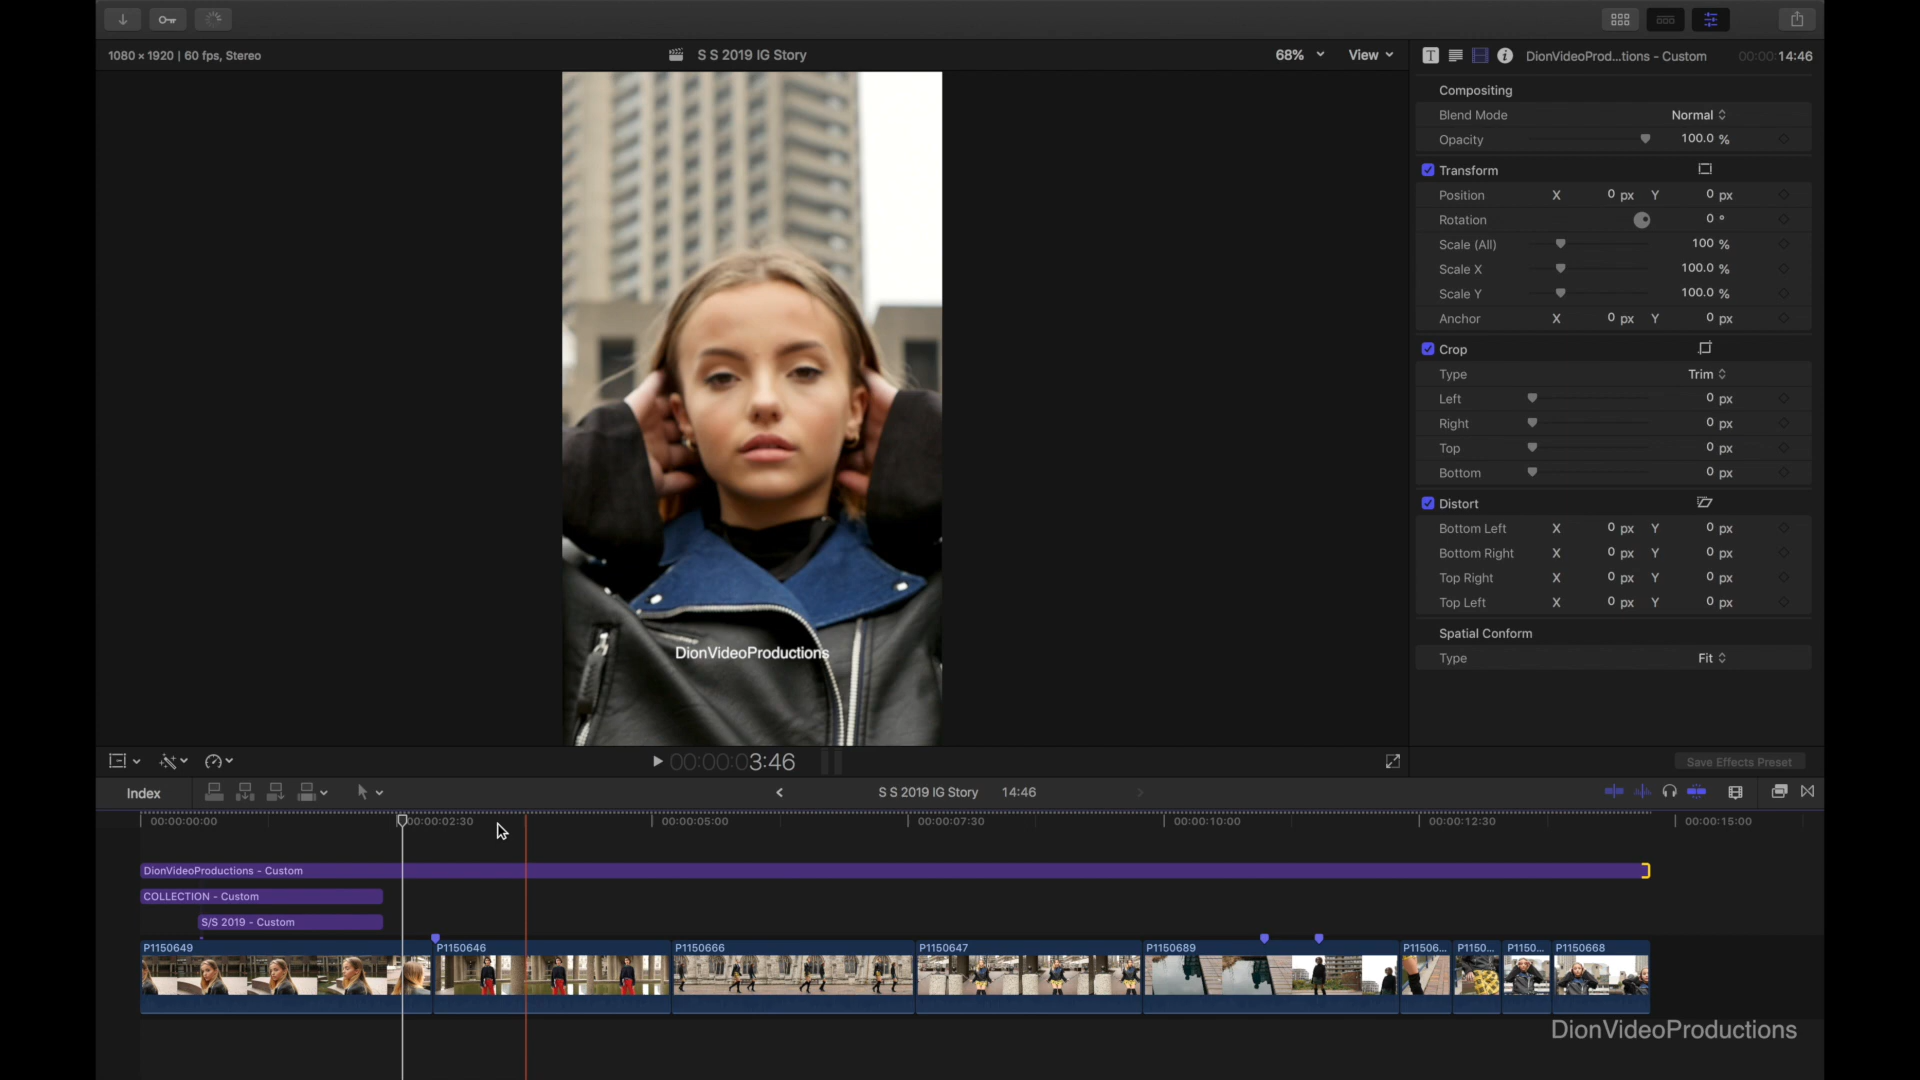 1080 × 1920 | 60 fps, Stereo
S S 2019 IG Story
68%
View
DionVideoProd...tions - Custom
00:00:14:46
Compositing
Blend Mode
Normal
Opacity
100.0 %
Transform
Position X 0 px Y 0 px
Rotation 0 °
Scale (All) 100 %
Scale X 100.0 %
Scale Y 100.0 %
Anchor X 0 px Y 0 px
Crop
Type Trim
Left 0 px
Right 0 px
Top 0 px
Bottom 0 px
Distort
Bottom Left X 0 px Y 0 px
Bottom Right X 0 px Y 0 px
Top Right X 0 px Y 0 px
Top Left X 0 px Y 0 px
Spatial Conform
Type Fit
DionVideoProductions
00:00:03:46
Save Effects Preset
Index
S S 2019 IG Story 14:46
00:00:00:00 00:00:02:30 00:00:05:00 00:00:07:30 00:00:10:00 00:00:12:30 00:00:15:00
DionVideoProductions - Custom
COLLECTION - Custom
S/S 2019 - Custom
P1150649 P1150646 P1150666 P1150647 P1150689 P11506... P1150... P1150... P1150668
DionVideoProductions